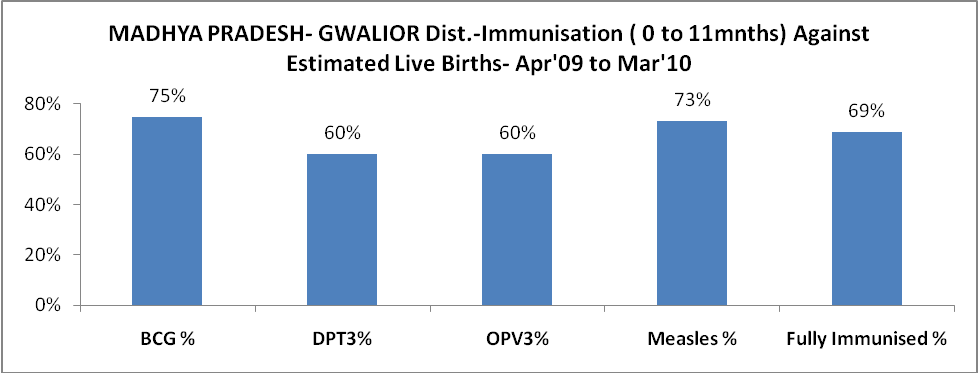 MADHYA PRADESH- GWALIOR Dist.-Immunisation ( 0 to 11mnths) Against
Estimated Live Births- Apr'09 to Mar'10
75%
60%
60%
73%
69%
80%
60%
40%
20%
0%
BCG %
DPT3%
OPV3%
Measles %
Fully Immunised %